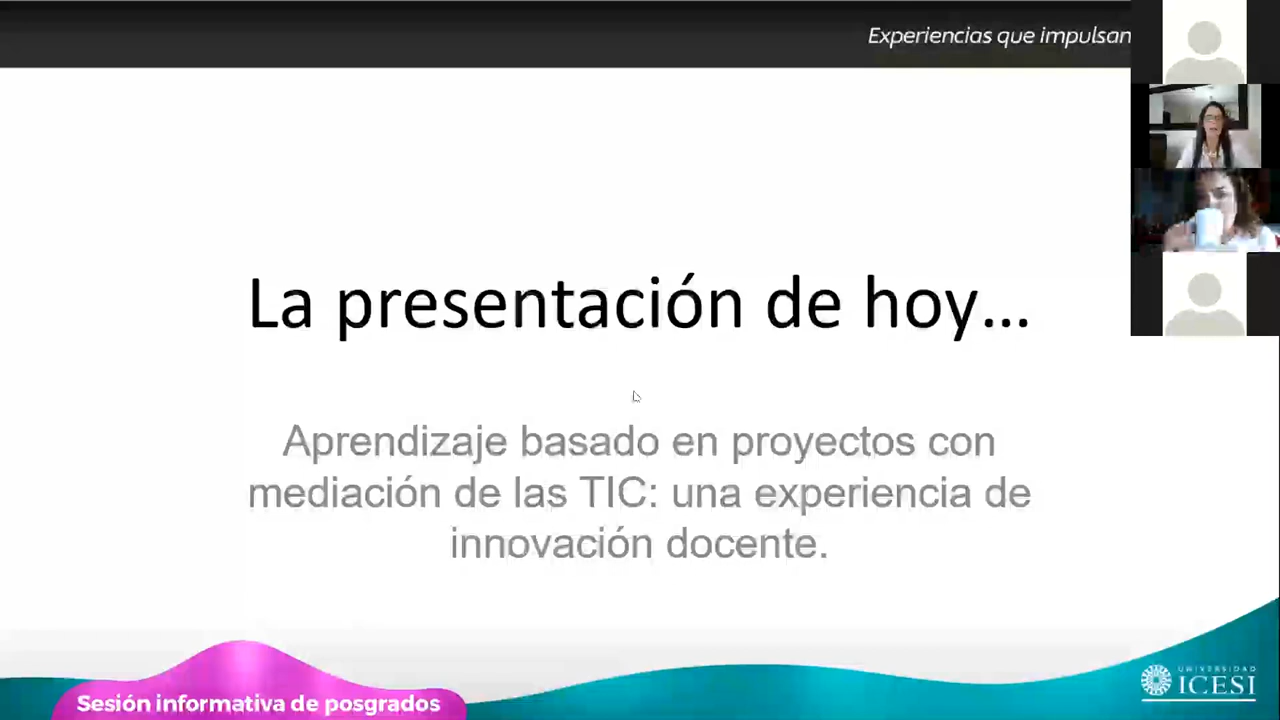 Experiencias que impulsan
La presentación de hoy...
Aprendizaje basado en proyectos con
mediación de las TIC: una experiencia de
innovación docente.
Sesión informativa de posgrados
UNIVERSIDAD
ICESI